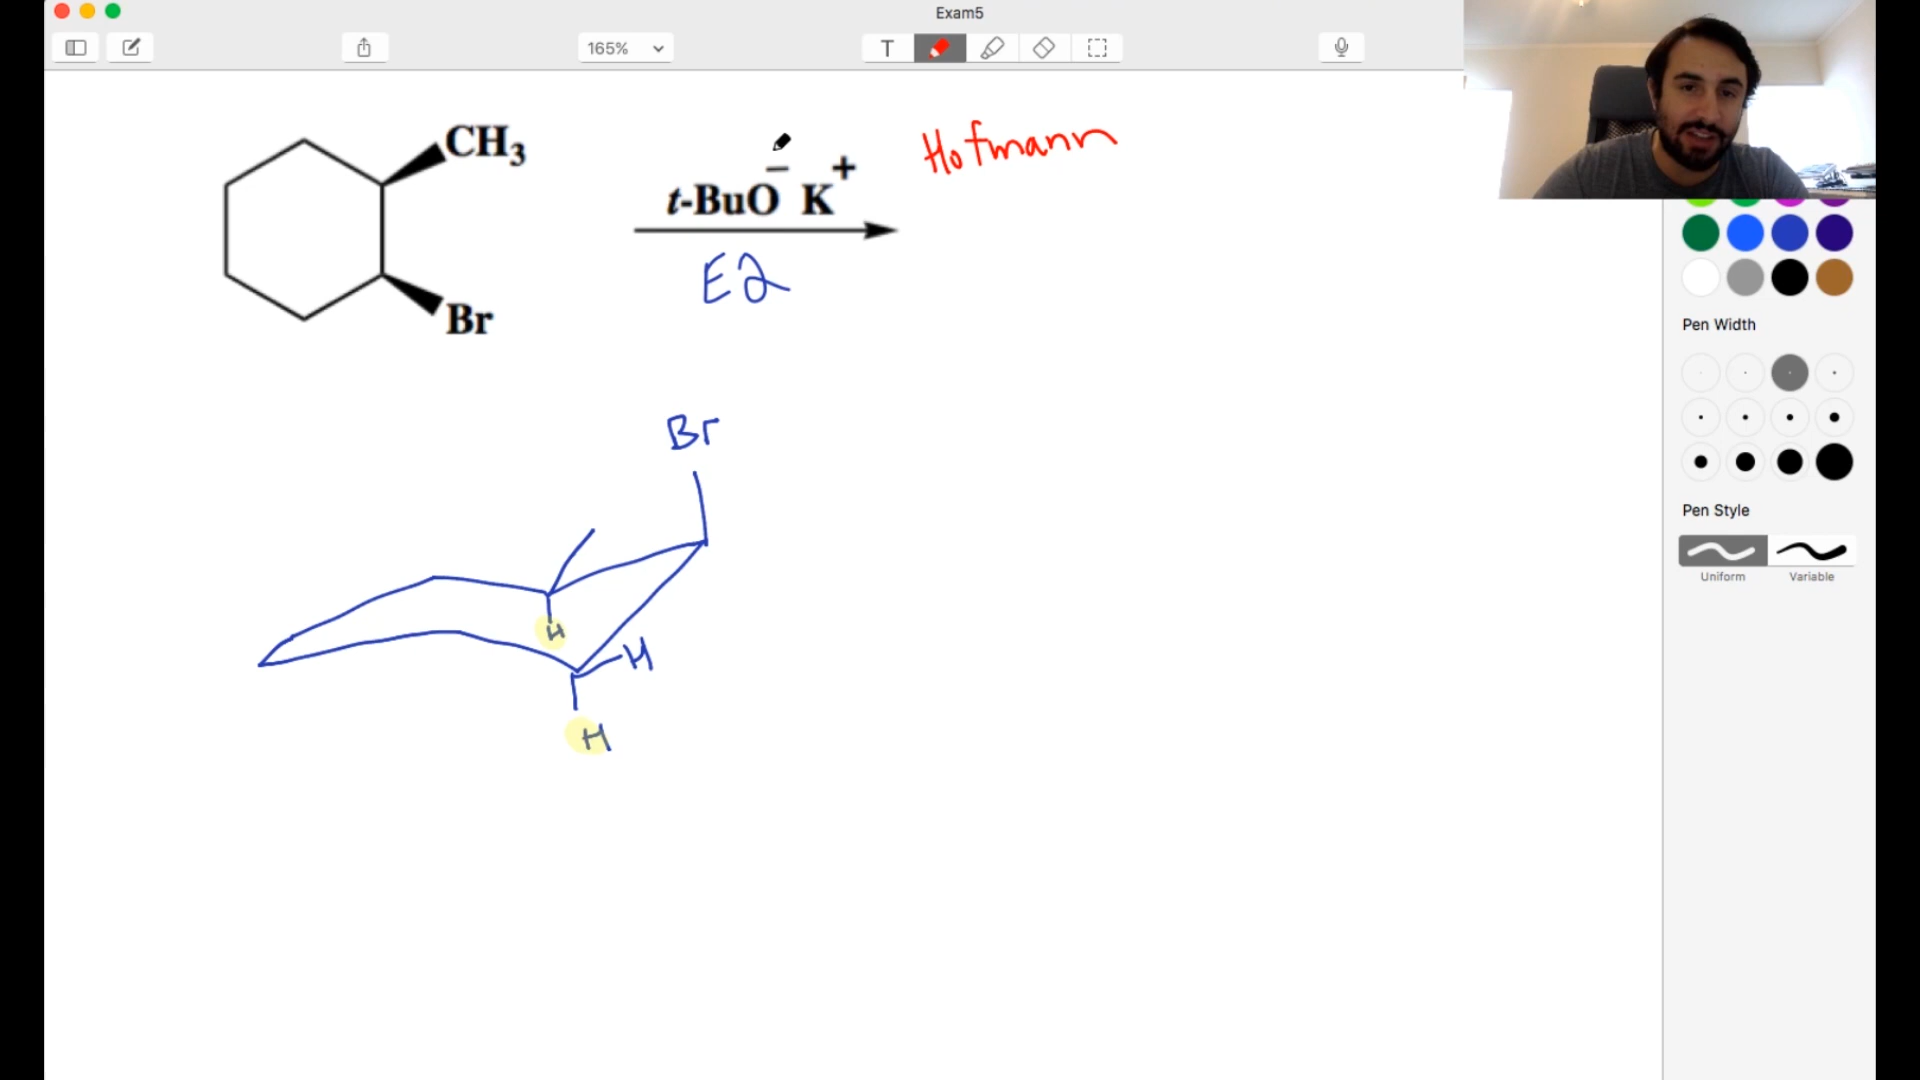 Exam5
165%
T
CH3
t-BuO− K+
Hofmann
E2
Br
Pen Width
Br
Pen Style
Uniform
Variable
H
H
H